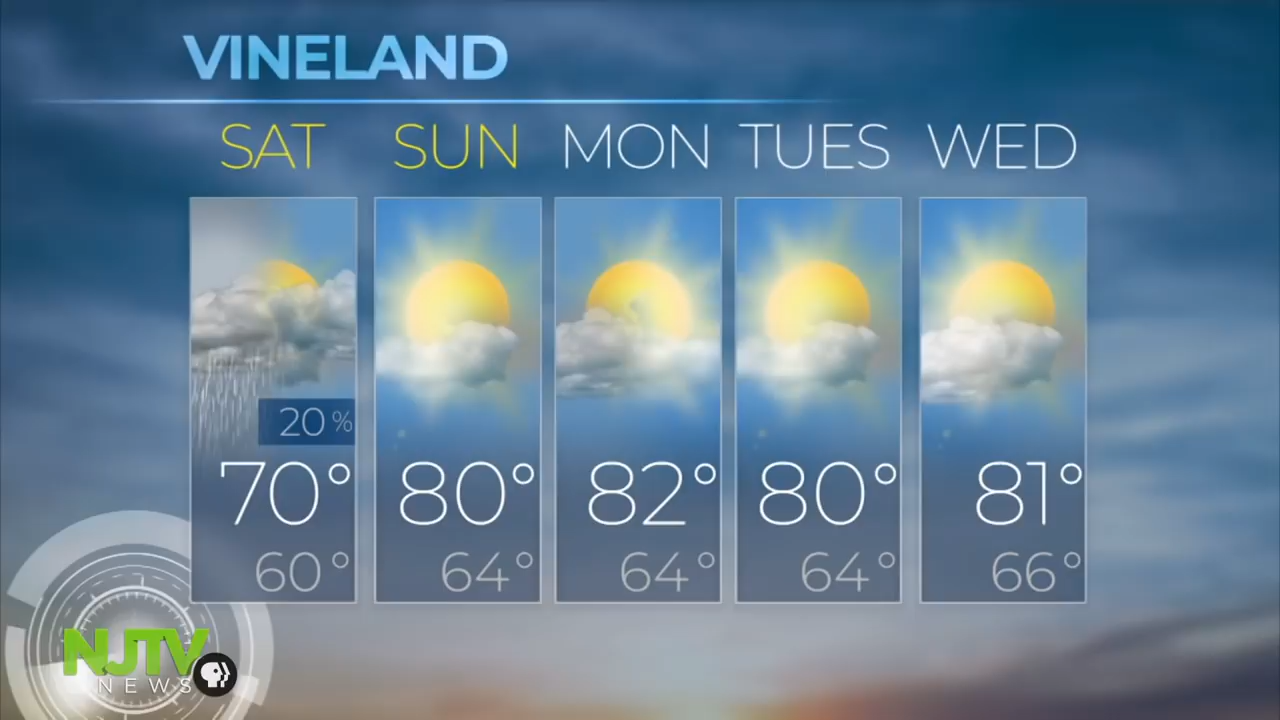 VINELAND
SAT SUN MON TUES WED
20%
70° 80° 82° 80° 81°
60° 64° 64° 64° 66°
NJTV
NEWS